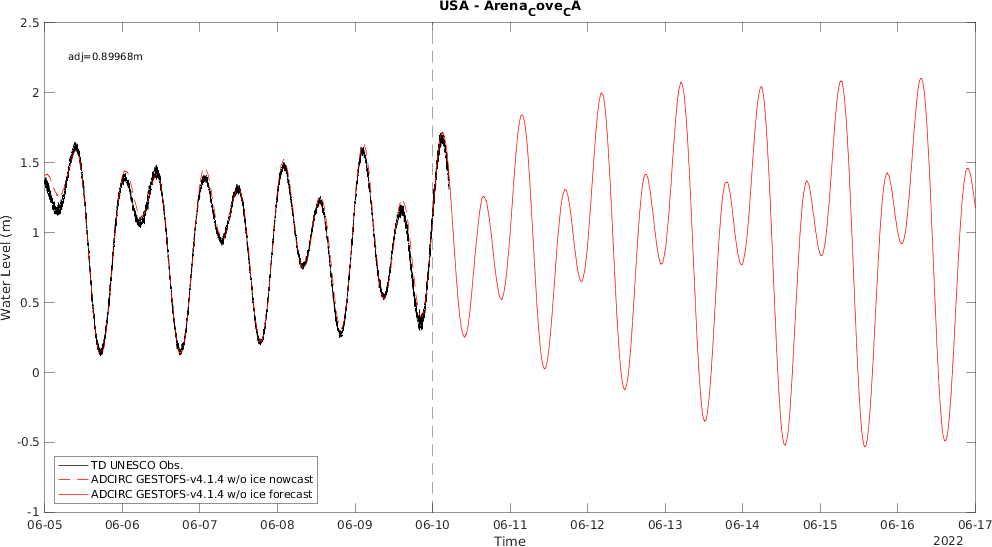 USA - Arena_Cove_CA
2.5
adj=0.89968m
2
1.5
1
0.5
0
-0.5
-1
Water Level (m)
TD UNESCO Obs.
ADCIRC GESTOFS-v4.1.4 w/o ice nowcast
ADCIRC GESTOFS-v4.1.4 w/o ice forecast
06-05 06-06 06-07 06-08 06-09 06-10 06-11 06-12 06-13 06-14 06-15 06-16 06-17
Time
2022